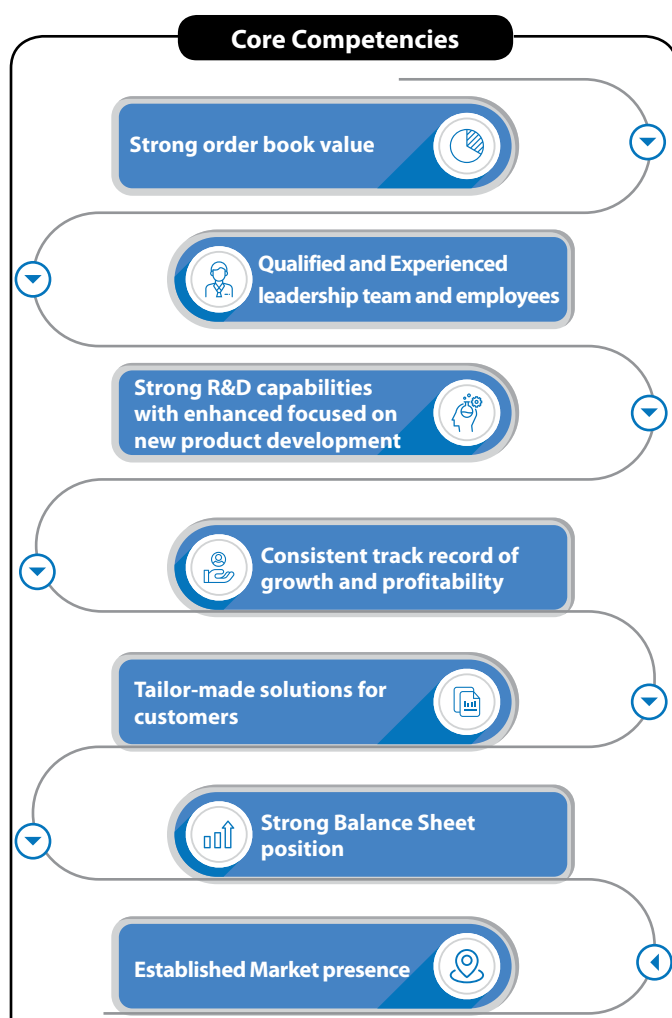 Core Competencies
Strong order book value
Qualified and Experienced
leadership team and employees
Strong R&D capabilities
with enhanced focused on
new product development
Consistent track record of
growth and profitability
Tailor-made solutions for
customers
Strong Balance Sheet
position
Established Market presence